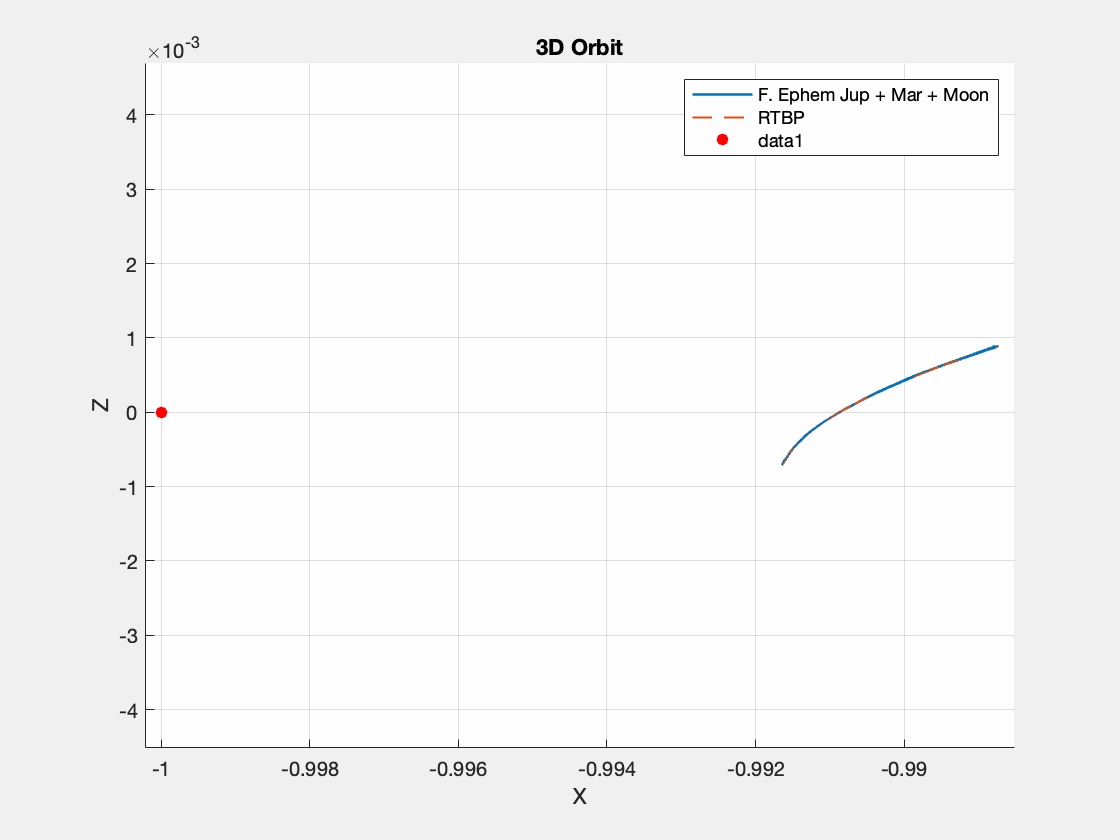 3D Orbit
×10-3
F. Ephem Jup + Mar + Moon
RTBP
data1
4
3
2
1
0
-1
-2
-3
-4
Z
-1 -0.998 -0.996 -0.994 -0.992 -0.99
X